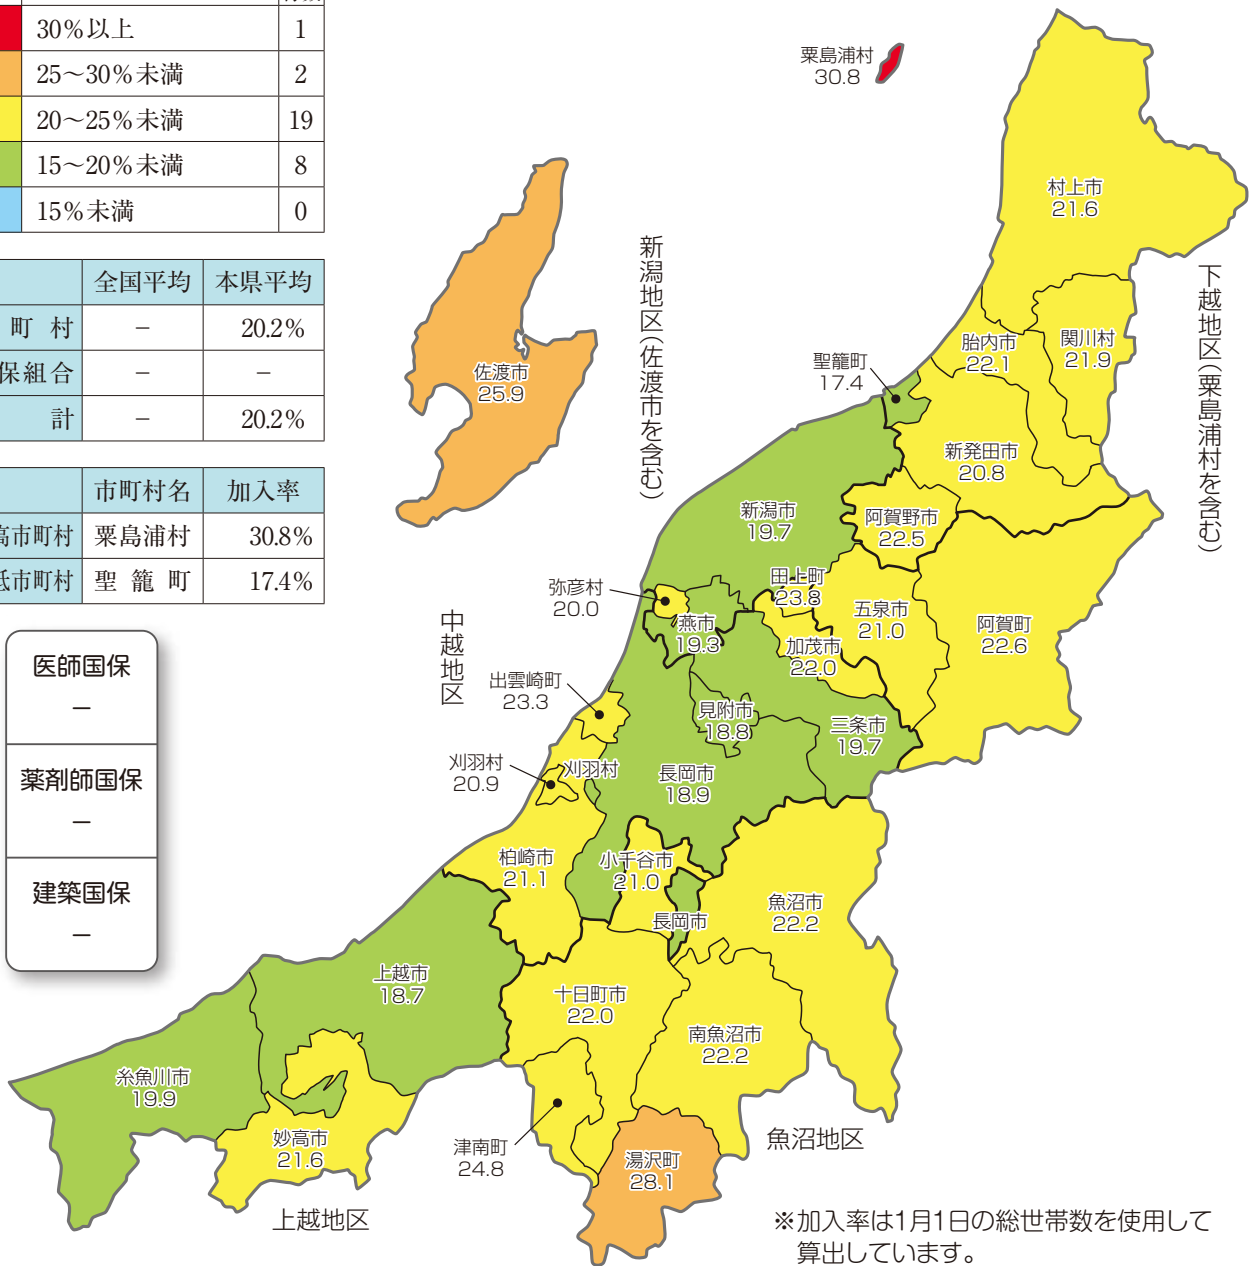 30%以上 1
25～30%未満 2
20～25%未満 19
15～20%未満 8
15%未満 0
全国平均 本県平均
町村 － 20.2%
保組合 － －
計 － 20.2%
市町村名 加入率
高市町村 粟島浦村 30.8%
低市町村 聖籠町 17.4%
医師国保
－
薬剤師国保
－
建築国保
－
粟島浦村
30.8
村上市
21.6
新潟地区(佐渡市を含む)
下越地区(粟島浦村を含む)
佐渡市
25.9
関川村
21.9
胎内市
22.1
聖籠町
17.4
新発田市
20.8
新潟市
19.7
阿賀野市
22.5
弥彦村
20.0
田上町
23.8
五泉市
21.0
阿賀町
22.6
燕市
19.3
加茂市
22.0
中越地区
出雲崎町
23.3
見附市
18.8
三条市
19.7
刈羽村
20.9
刈羽村
長岡市
18.9
柏崎市
21.1
小千谷市
21.0
長岡市
魚沼市
22.2
上越市
18.7
十日町市
22.0
南魚沼市
22.2
糸魚川市
19.9
妙高市
21.6
津南町
24.8
湯沢町
28.1
魚沼地区
上越地区
※加入率は1月1日の総世帯数を使用して
算出しています。